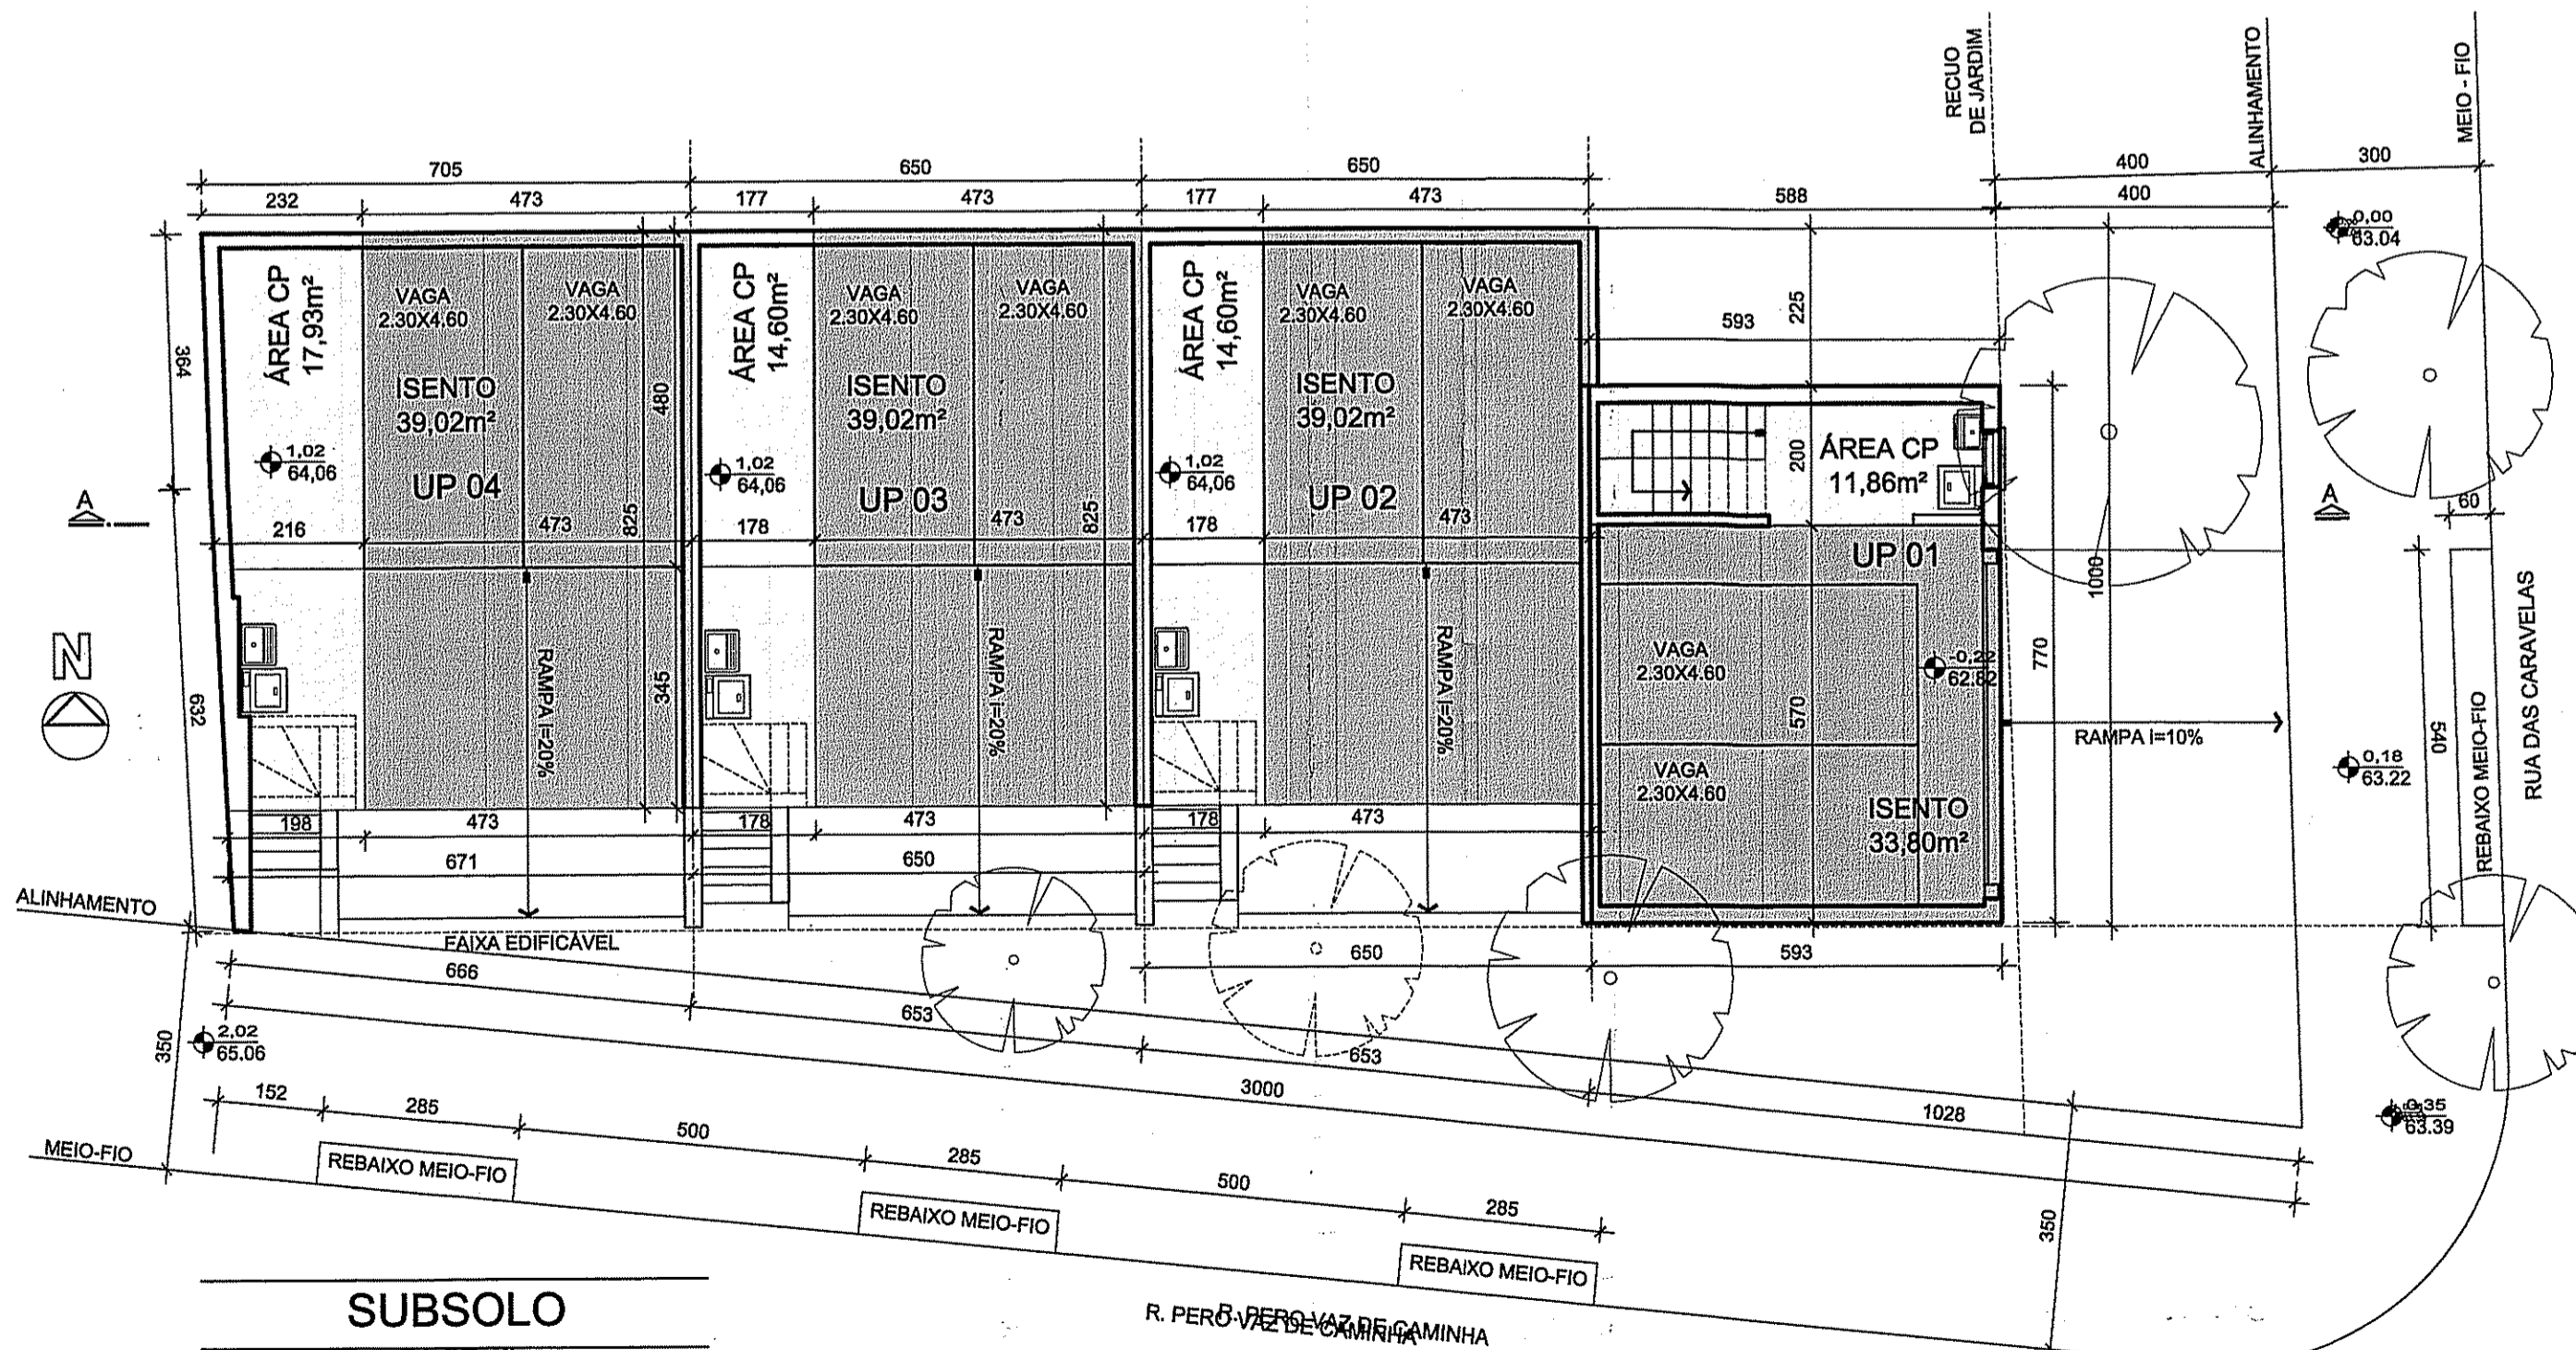 RECUO
DE JARDIM
ALINHAMENTO
MEIO - FIO
705
650
650
400
300
232
473
177
473
177
473
588
400
0,00
63.04
ÁREA CP
17,93m²
VAGA
2.30X4.60
VAGA
2.30X4.60
ÁREA CP
14,60m²
VAGA
2.30X4.60
VAGA
2.30X4.60
ÁREA CP
14,60m²
VAGA
2.30X4.60
VAGA
2.30X4.60
225
593
364
ISENTO
39,02m²
480
ISENTO
39,02m²
ISENTO
39,02m²
1,02
64,06
UP 04
1,02
64,06
UP 03
1,02
64,06
UP 02
200
ÁREA CP
11,86m²
A
A
60
216
473
825
178
473
825
178
473
UP 01
1000
N
632
RAMPA i=20%
345
RAMPA i=20%
RAMPA i=20%
VAGA
2.30X4.60
-0,22
62.82
770
570
RAMPA i=10%
540
REBAIXO MEIO-FIO
RUA DAS CARAVELAS
VAGA
2.30X4.60
0,18
63.22
ISENTO
33,80m²
198
473
178
473
178
473
671
650
ALINHAMENTO
FAIXA EDIFICÁVEL
666
650
593
350
2.02
65.06
653
653
3000
1028
152
285
500
285
500
285
63.39
MEIO-FIO
REBAIXO MEIO-FIO
REBAIXO MEIO-FIO
REBAIXO MEIO-FIO
350
SUBSOLO
R. PERO VAZ DE CAMINHA
R. PERO VAZ DE CAMINHA